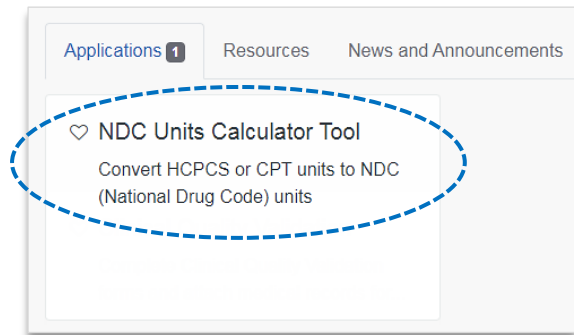 Applications 1 Resources News and Announcements
NDC Units Calculator Tool
Convert HCPCS or CPT units to NDC
(National Drug Code) units